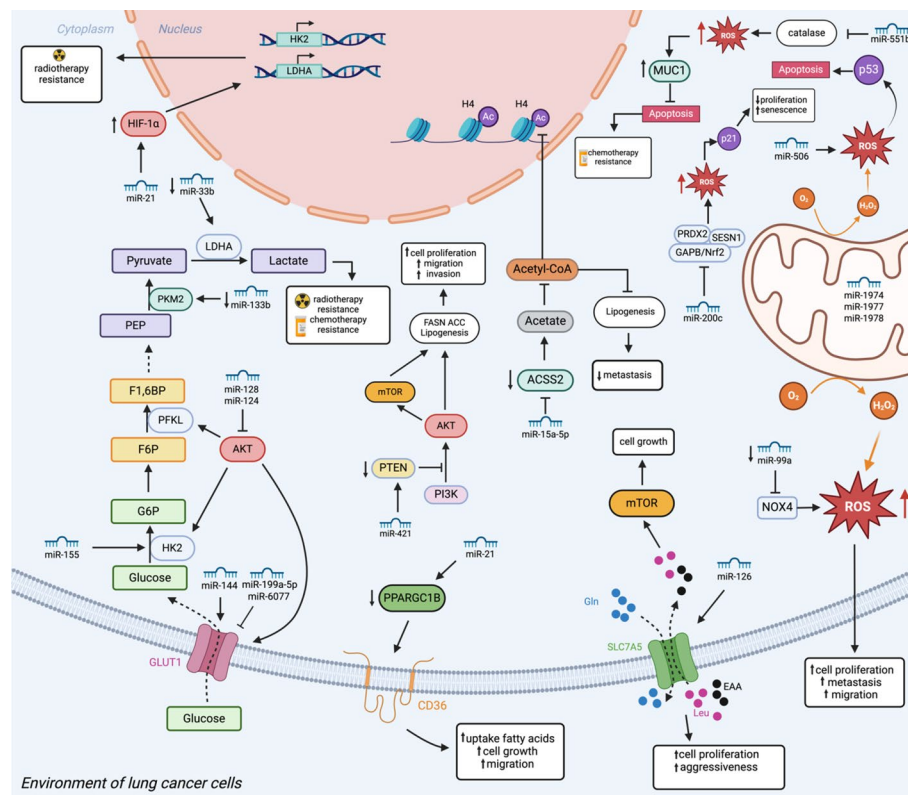 Cytoplasm
Nucleus
HK2
LDHA
radiotherapy
resistance
HIF-1α
miR-21
miR-33b
H4
H4
Ac
Ac
ROS
catalase
miR-551b
MUC1
Apoptosis
p53
Apoptosis
proliferation
senescence
chemotherapy
resistance
p21
miR-506
ROS
ROS
O₂
H₂O₂
PRDX2
SESN1
GAPB/Nrf2
miR-200c
miR-1974
miR-1977
miR-1978
LDHA
Pyruvate
Lactate
PKM2
miR-133b
PEP
radiotherapy
resistance
chemotherapy
resistance
cell proliferation
migration
invasion
FASN ACC
Lipogenesis
mTOR
AKT
PTEN
PI3K
miR-421
Acetyl-CoA
Acetate
Lipogenesis
ACSS2
metastasis
miR-15a-5p
F1,6BP
miR-128
miR-124
PFKL
F6P
AKT
G6P
miR-155
HK2
Glucose
miR-144
miR-199a-5p
miR-6077
GLUT1
Glucose
miR-21
PPARGC1B
CD36
uptake fatty acids
cell growth
migration
cell growth
mTOR
Gln
miR-126
SLC7A5
EAA
Leu
cell proliferation
aggressiveness
O₂
H₂O₂
miR-99a
NOX4
ROS
cell proliferation
metastasis
migration
Environment of lung cancer cells